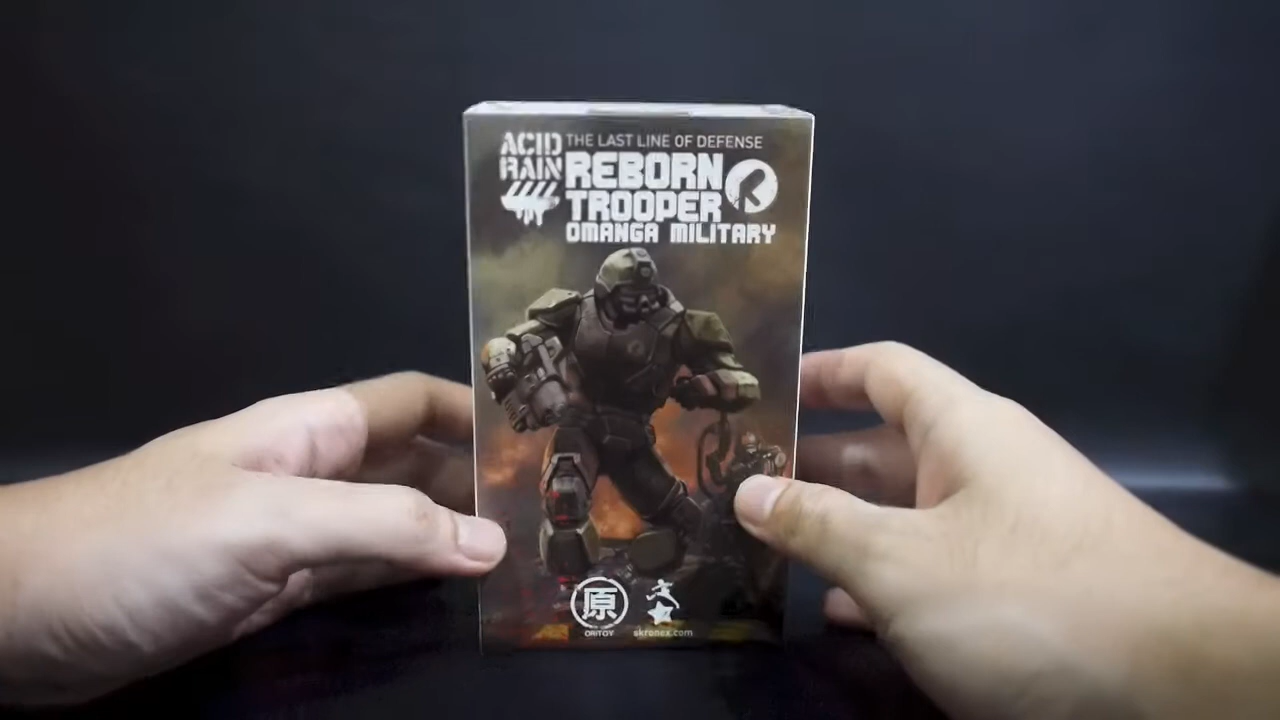 ACID
RAIN
THE LAST LINE OF DEFENSE
REBORN
TROOPER
OMANGA MILITARY
原
ORITOY
skronex.com